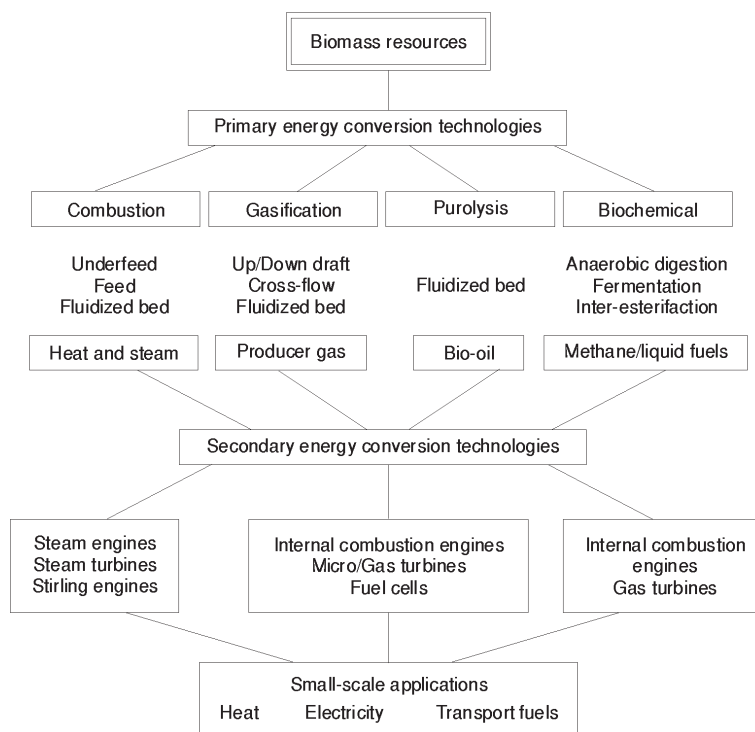 Biomass resources
Primary energy conversion technologies
Combustion
Gasification
Purolysis
Biochemical
Underfeed
Feed
Fluidized bed
Up/Down draft
Cross-flow
Fluidized bed
Fluidized bed
Anaerobic digestion
Fermentation
Inter-esterifaction
Heat and steam
Producer gas
Bio-oil
Methane/liquid fuels
Secondary energy conversion technologies
Steam engines
Steam turbines
Stirling engines
Internal combustion engines
Micro/Gas turbines
Fuel cells
Internal combustion
engines
Gas turbines
Small-scale applications
Heat Electricity Transport fuels